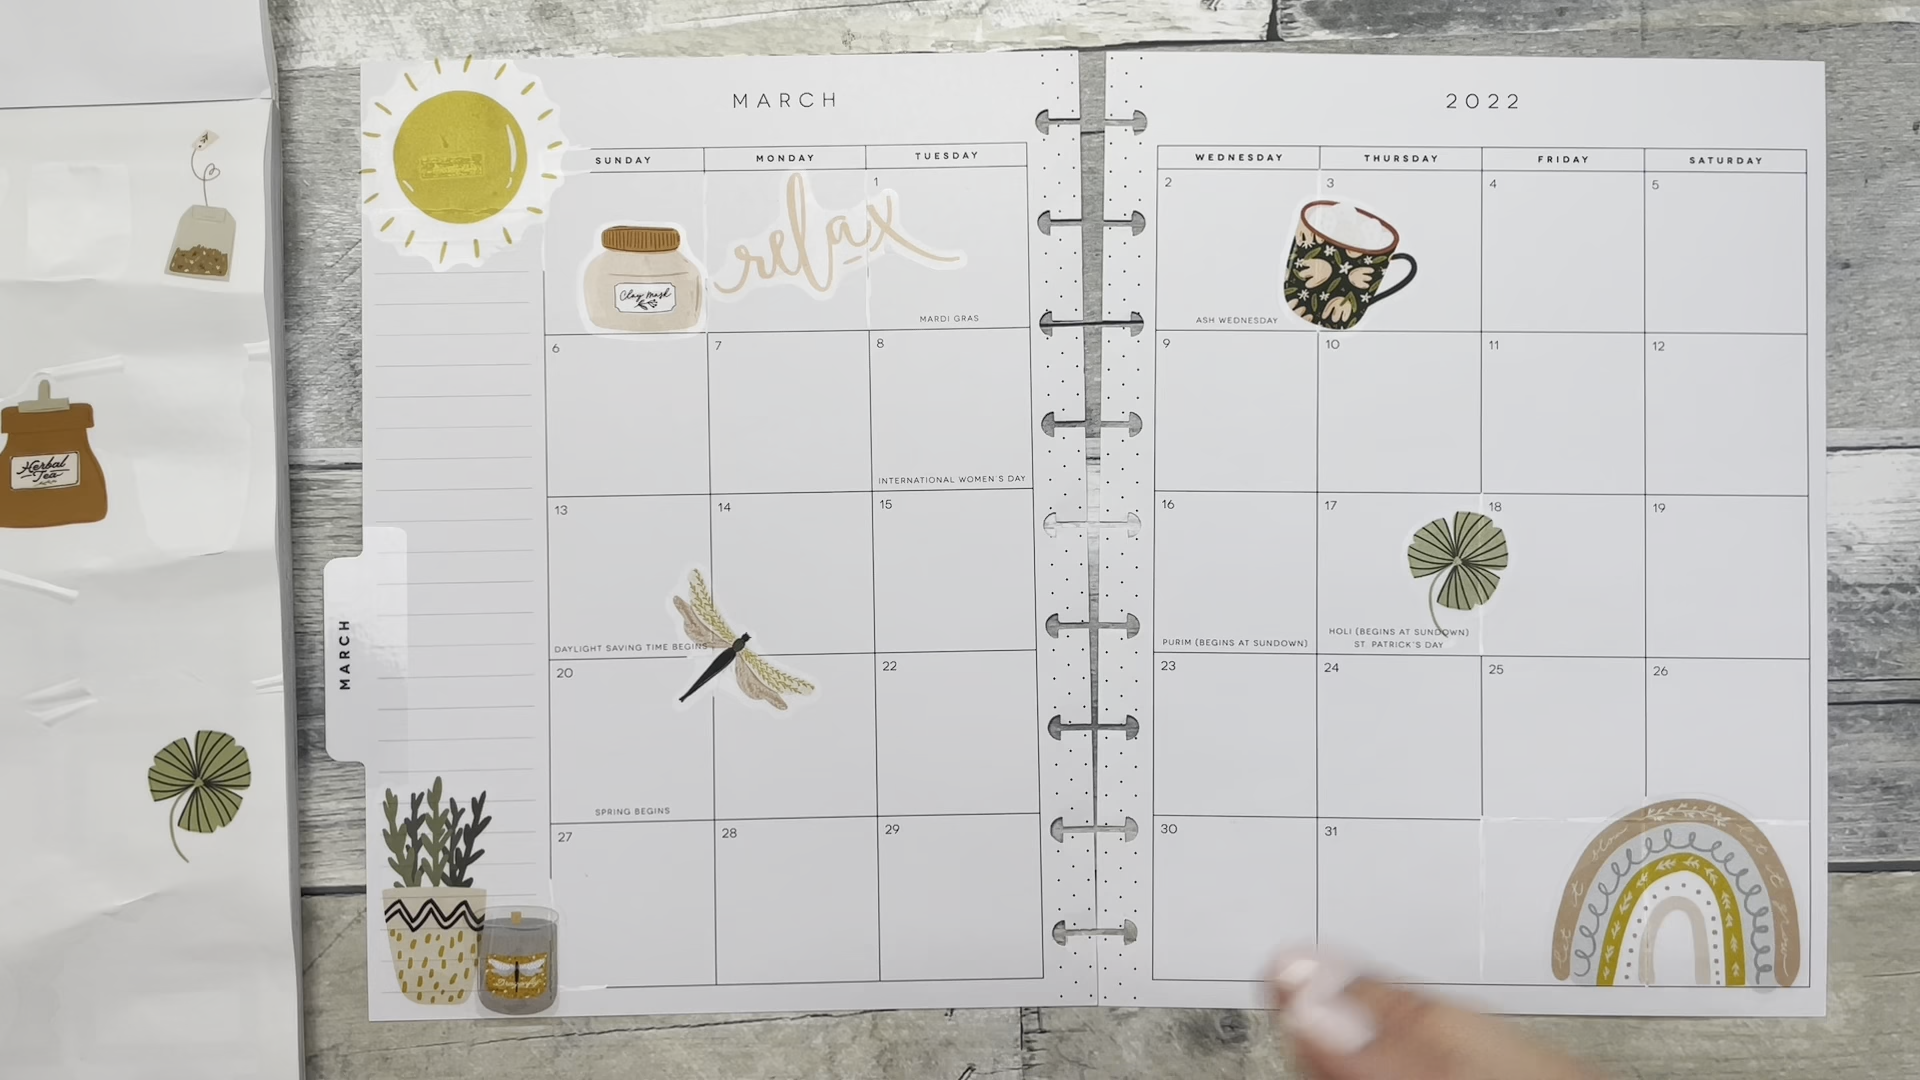 MARCH
2022
SUNDAY
MONDAY
TUESDAY
WEDNESDAY
THURSDAY
FRIDAY
SATURDAY
relax
Clay Mask
1
MARDI GRAS
2
ASH WEDNESDAY
3
4
5
6
7
8
INTERNATIONAL WOMEN'S DAY
9
10
11
12
13
DAYLIGHT SAVING TIME BEGINS
14
15
16
PURIM (BEGINS AT SUNDOWN)
17
HOLI (BEGINS AT SUNDOWN)
ST. PATRICK'S DAY
18
19
20
SPRING BEGINS
22
23
24
25
26
27
28
29
30
31
let it
MARCH
Herbal
Tea